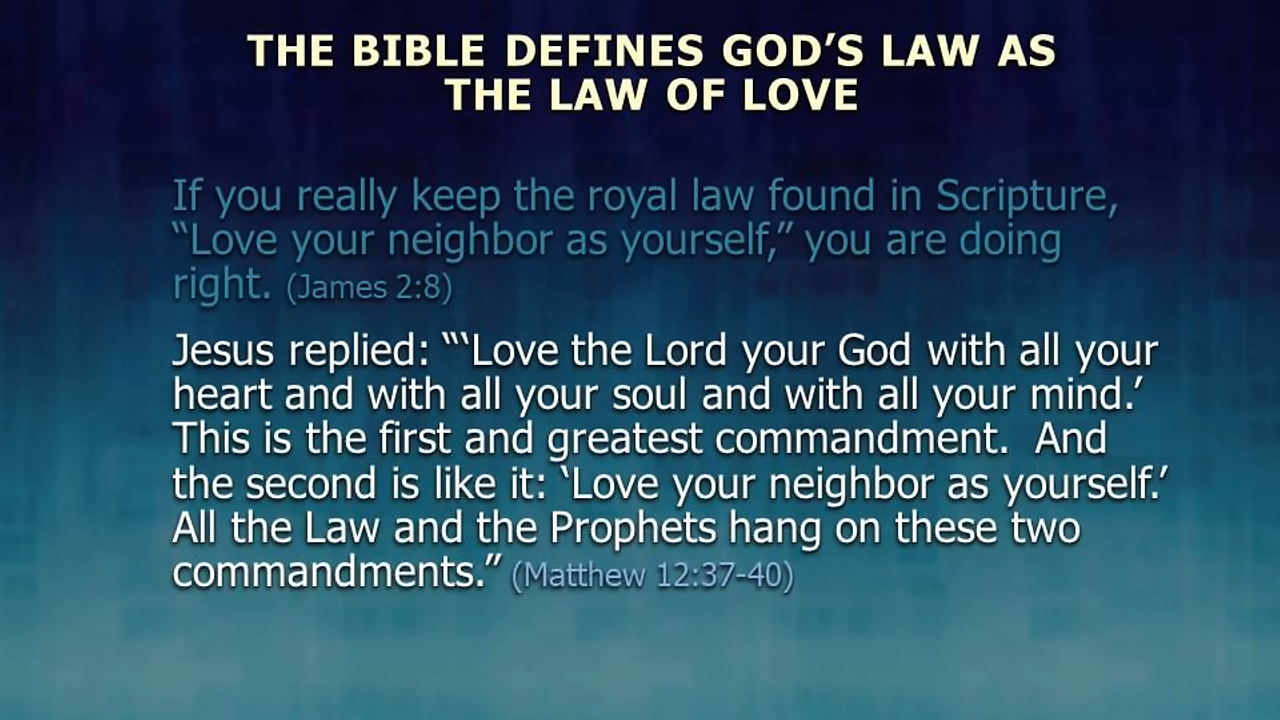 THE BIBLE DEFINES GOD’S LAW AS
THE LAW OF LOVE
If you really keep the royal law found in Scripture,
“Love your neighbor as yourself,” you are doing
right. (James 2:8)
Jesus replied: “‘Love the Lord your God with all your
heart and with all your soul and with all your mind.’
This is the first and greatest commandment.  And
the second is like it: ‘Love your neighbor as yourself.’
All the Law and the Prophets hang on these two
commandments.” (Matthew 12:37-40)